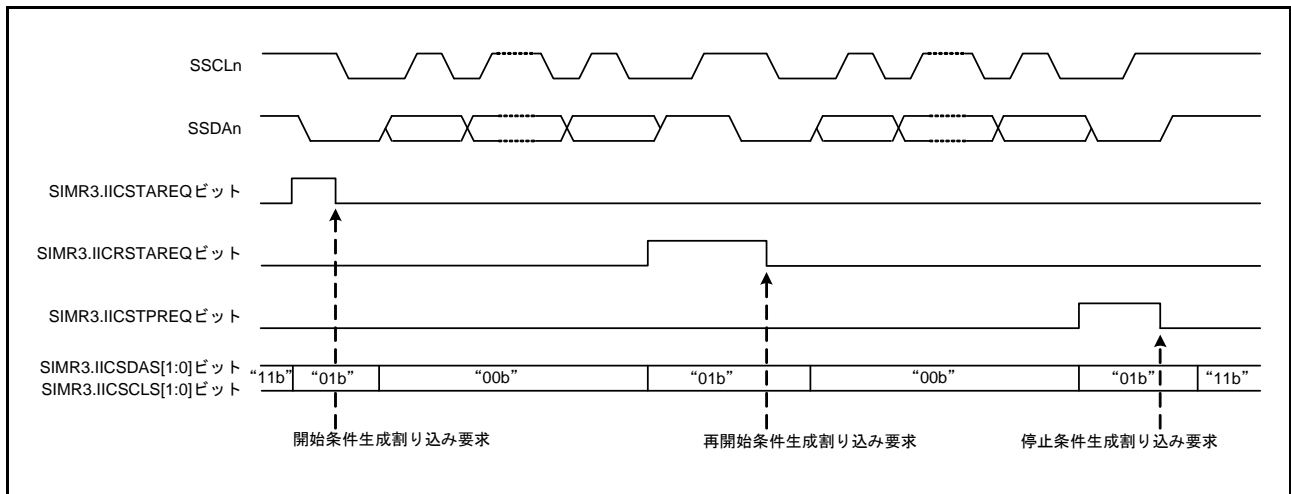 SSCLn
SSDAn
SIMR3.IICSTAREQビット
SIMR3.IICRSTAREQビット
SIMR3.IICSTPREQビット
SIMR3.IICSDAS[1:0]ビット
SIMR3.IICSCLS[1:0]ビット
“11b” “01b” “00b” “01b” “00b” “01b” “11b”
開始条件生成割り込み要求 再開始条件生成割り込み要求 停止条件生成割り込み要求